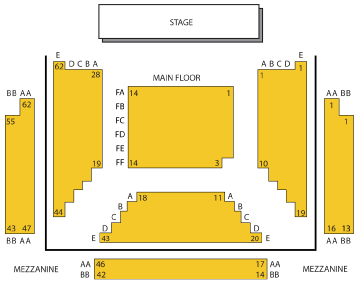 STAGE
E E
62 D C B A A B C D 1
28 1
MAIN FLOOR
BB AA FA 14 1 AA BB
62 FB 1
55 FC 1
FD
FE
19 FF 14 3 10
A 18 11 A
44 B B 19
C C
43 47 D D 16 13
BB AA E 43 20 E AA BB
MEZZANINE AA 46 17 AA MEZZANINE
BB 42 14 BB